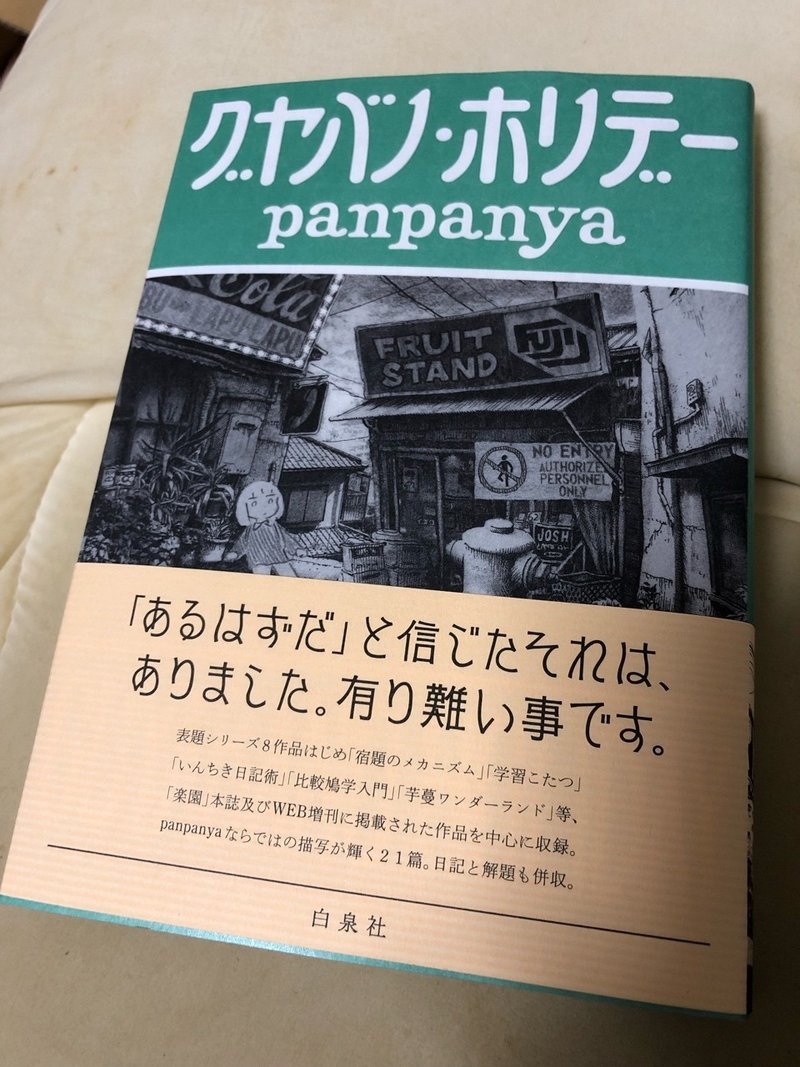 グヤバノ・ホリデー
panpanya
Cola
LAPU-LAPU
FRUIT
STAND
NO ENTRY
AUTHORIZED
PERSONNEL
ONLY
JOSH
「あるはずだ」と信じたそれは、
ありました。有り難い事です。
表題シリーズ8作品はじめ「宿題のメカニズム」「学習こたつ」
「いんちき日記術」「比較鳩学入門」「芋蔓ワンダーランド」等、
「楽園」本誌及びWEB増刊に掲載された作品を中心に収録。
panpanyaならではの描写が輝く21篇。日記と解題も併収。
白泉社